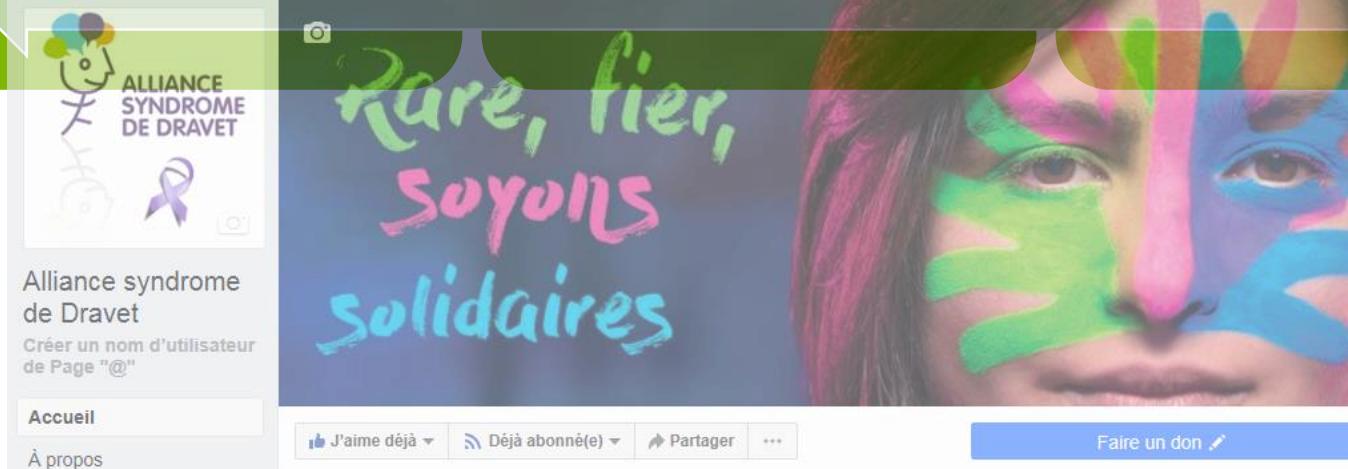 ALLIANCE
SYNDROME
DE DRAVET
Alliance syndrome
de Dravet
Créer un nom d'utilisateur
de Page "@"
Accueil
À propos
Rare, fier,
soyons
solidaires
J'aime déjà
Déjà abonné(e)
Partager
Faire un don